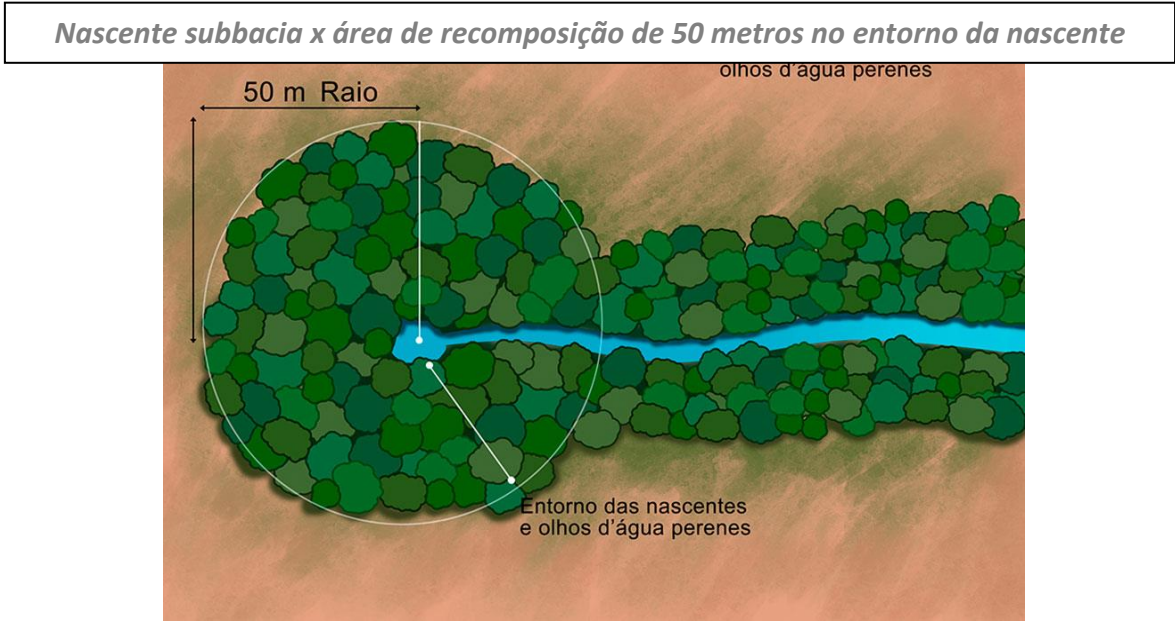 Nascente subbacia x área de recomposição de 50 metros no entorno da nascente
olhos d'água perenes
50 m Raio
Entorno das nascentes
e olhos d'água perenes